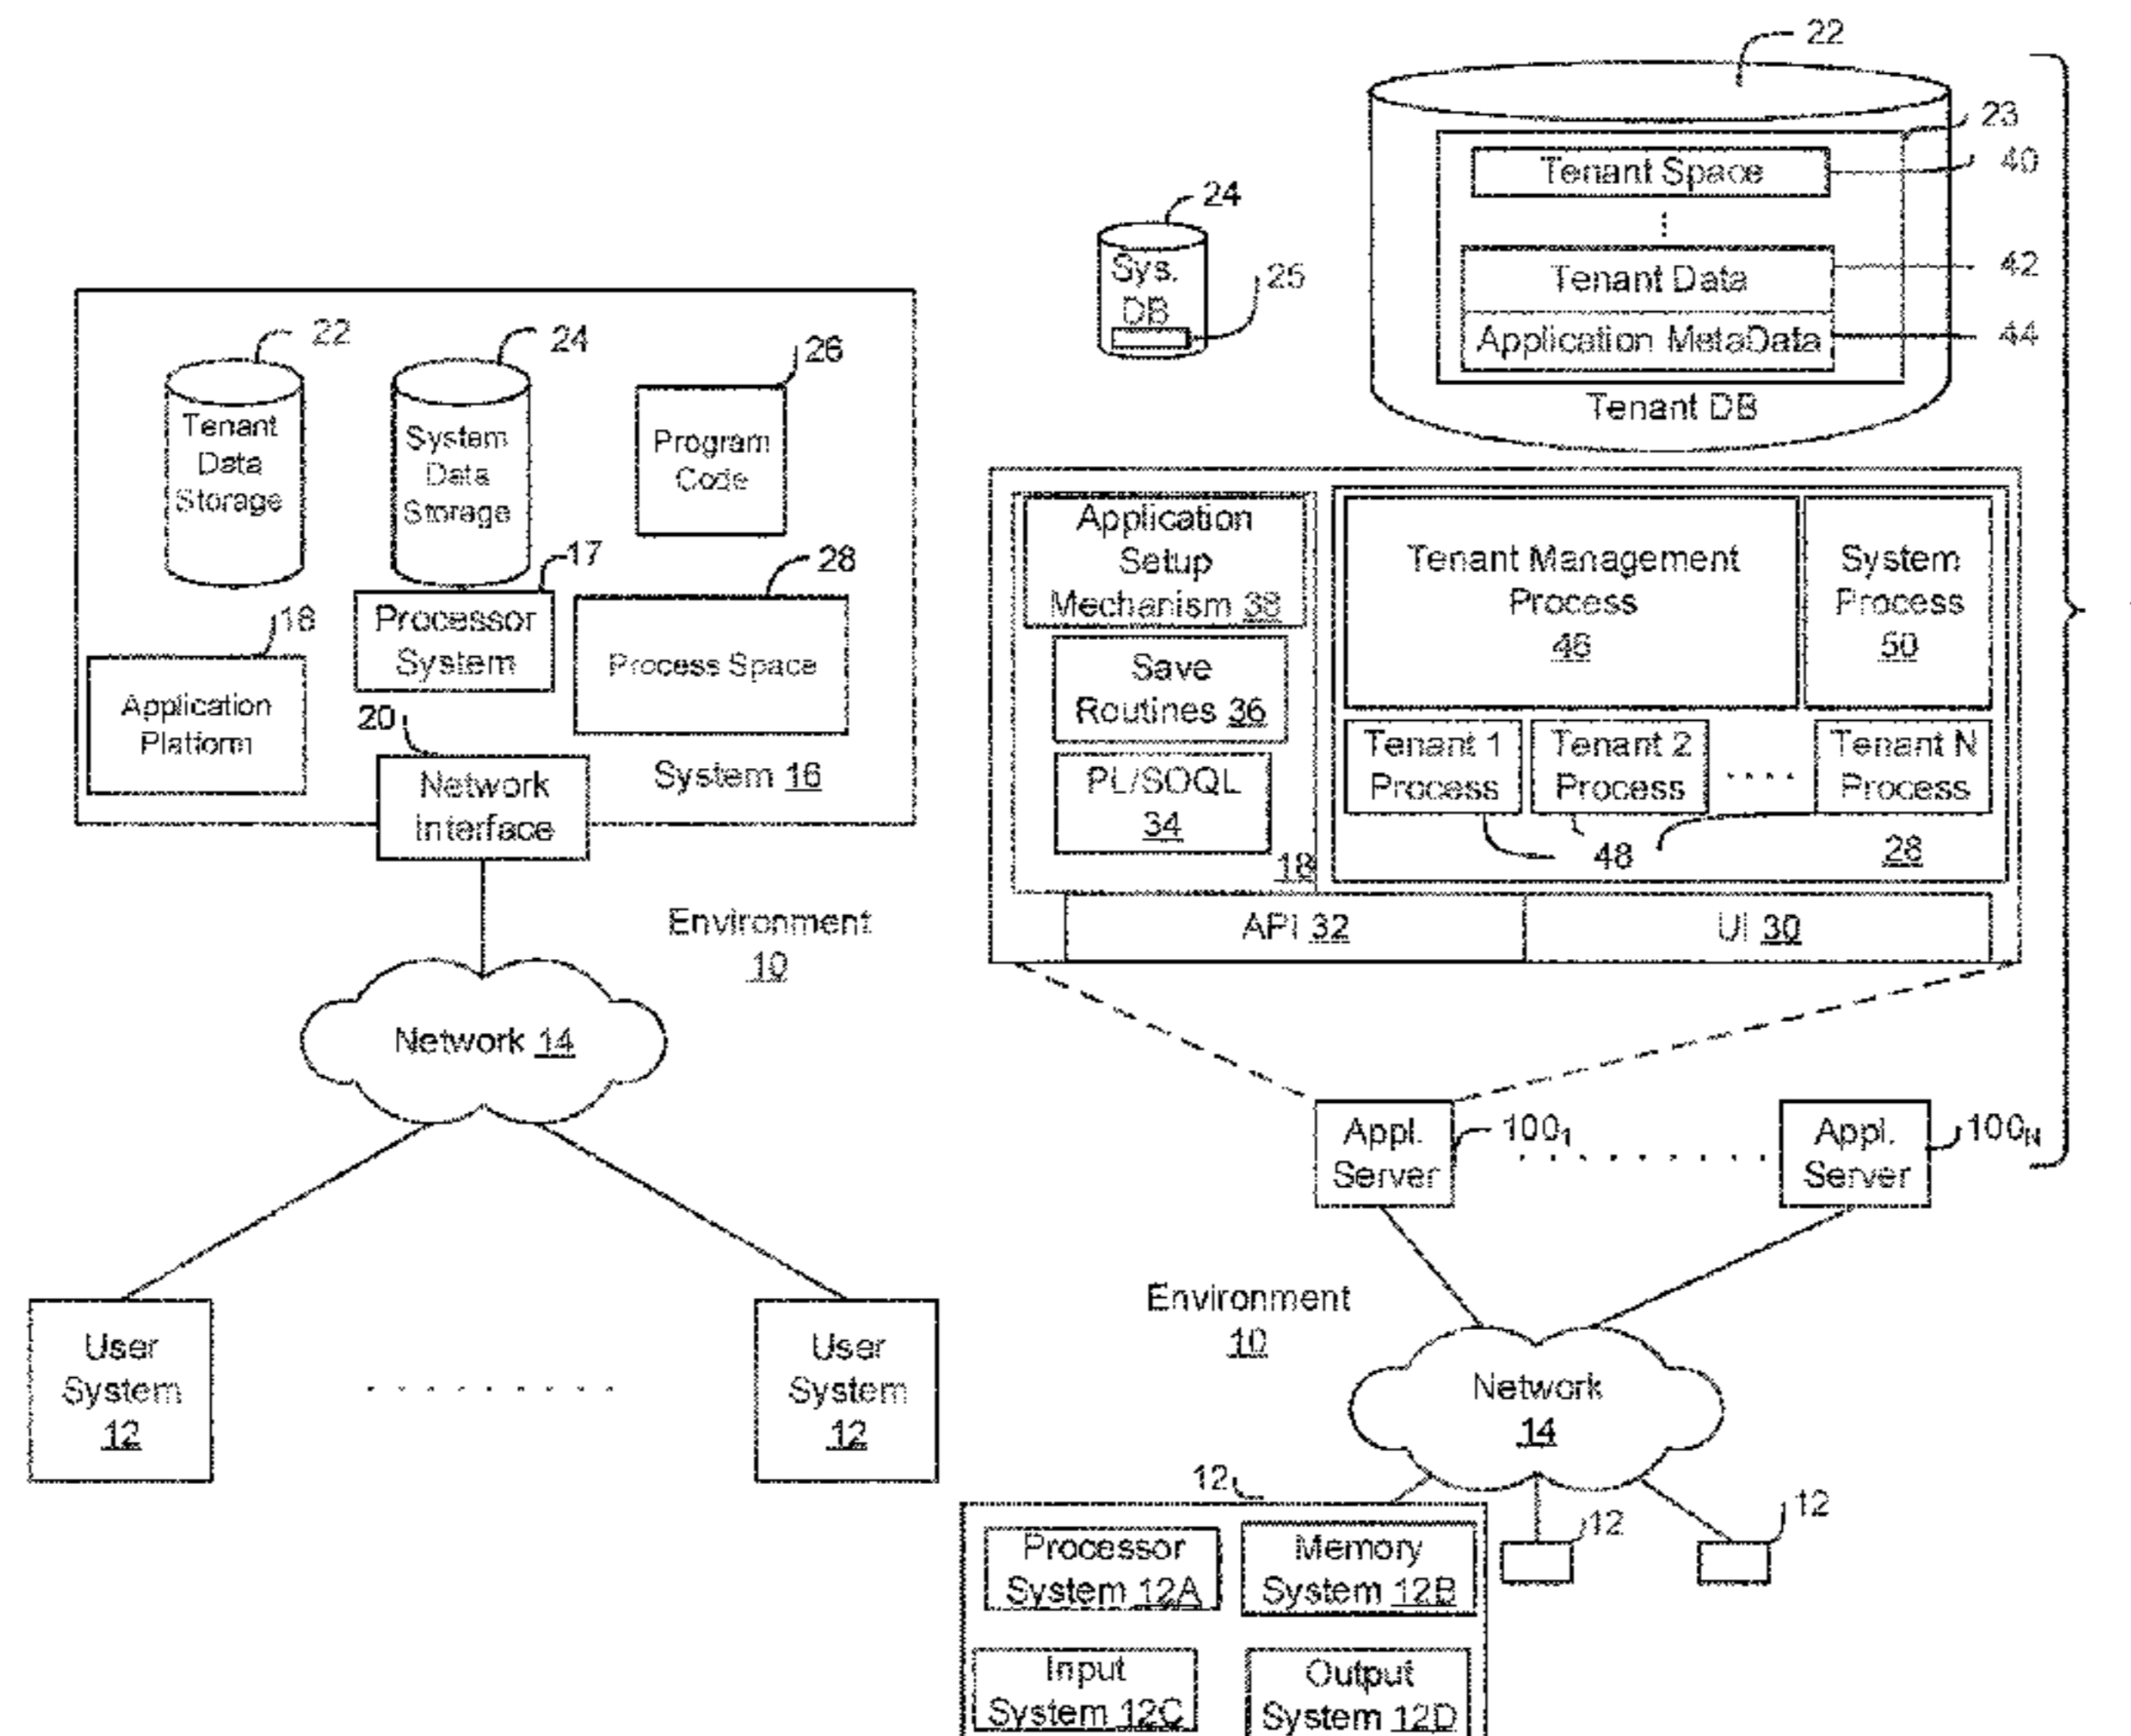 22
24
26
Tenant
Data
Storage
System
Data
Storage
Program
Code
17
28
18
Processor
System
Process Space
Application
Platform
20
Network
Interface
System 16
Environment
10
Network 14
User
System
12
User
System
12
22
23
Tenant Space
40
24
Sys.
DB
25
Tenant Data
42
Application MetaData
44
Tenant DB
Application
Setup
Mechanism 38
Save
Routines 36
PL/SOQL
34
18
Tenant Management
Process
46
System
Process
50
Tenant 1
Process
Tenant 2
Process
Tenant N
Process
48
28
API 32
UI 30
Appl.
Server
100₁
Appl.
Server
100N
Environment
10
Network
14
12
12
12
Processor
System 12A
Memory
System 12B
Input
System 12C
Output
System 12D